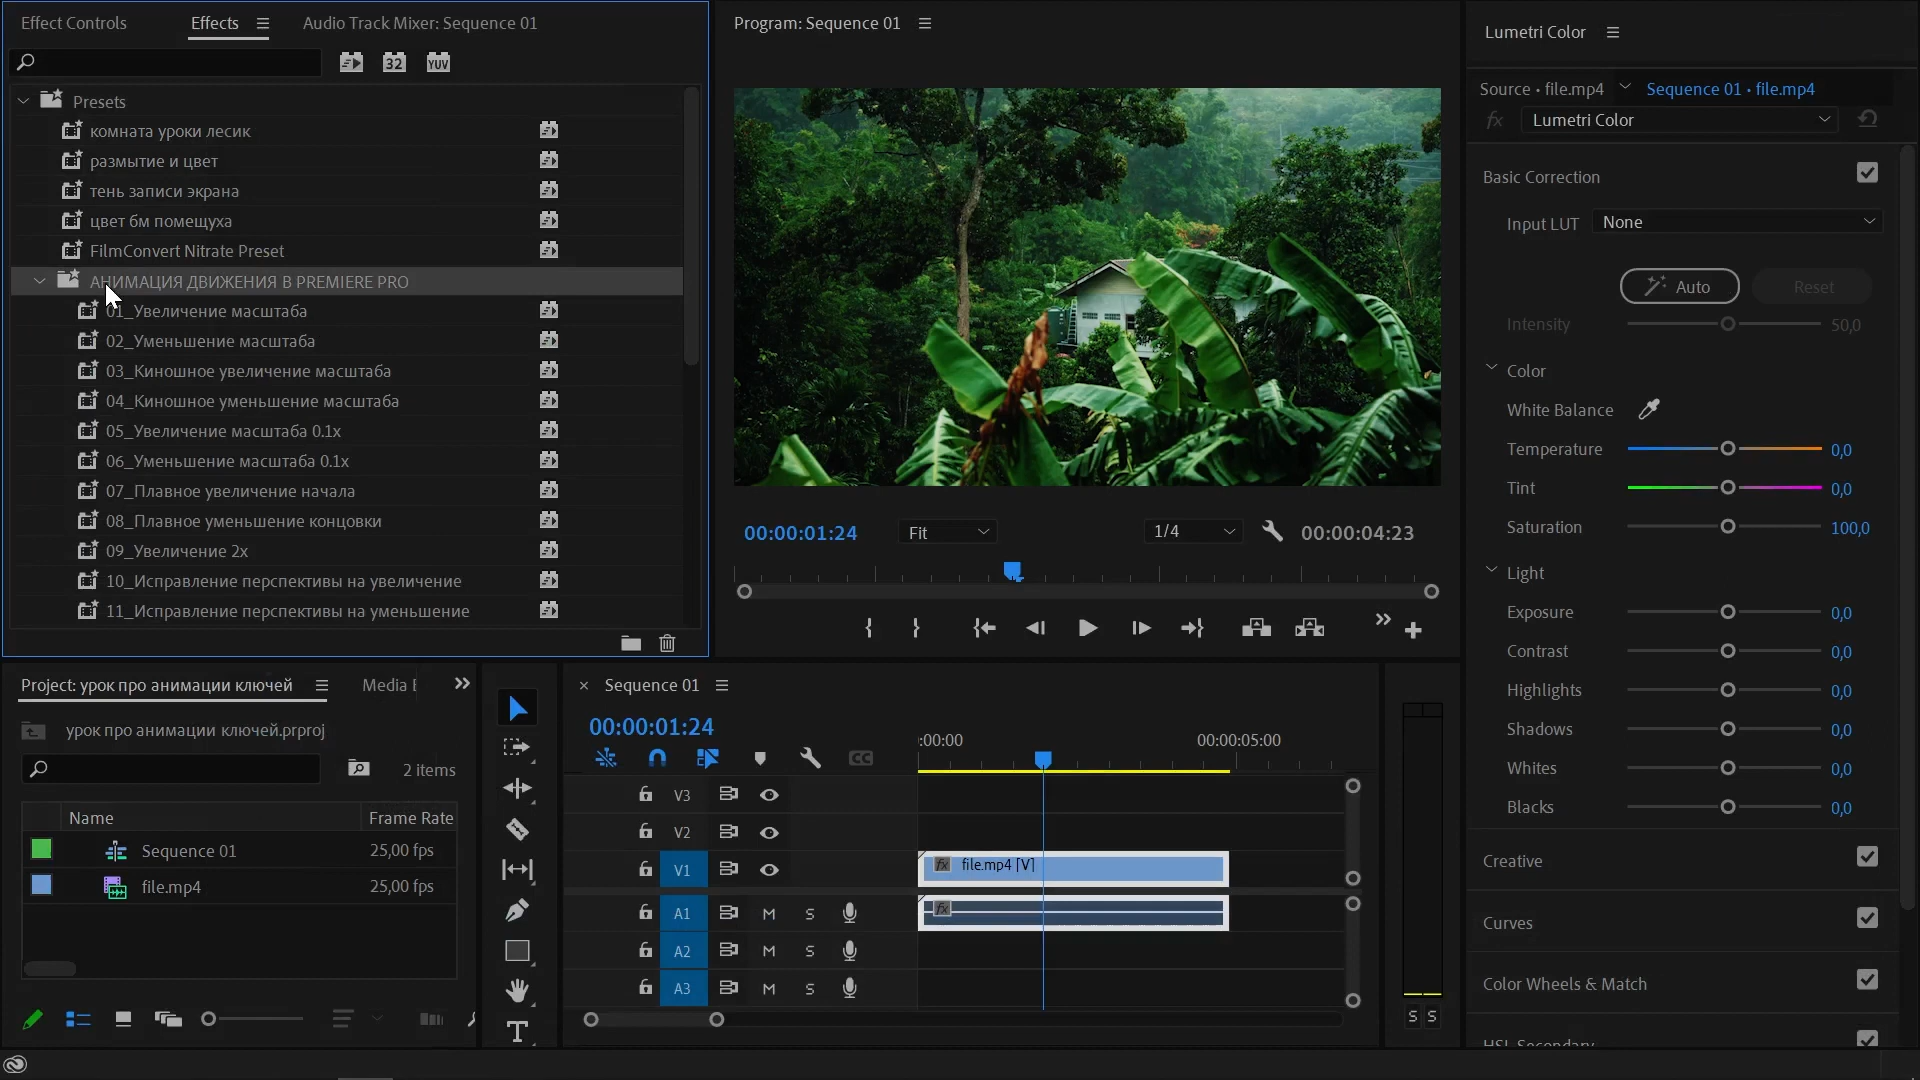 Effect Controls
Effects
Audio Track Mixer: Sequence 01
32
YUV
Presets
комната уроки лесик
размытие и цвет
тень записи экрана
цвет бм помещуха
FilmConvert Nitrate Preset
АНИМАЦИЯ ДВИЖЕНИЯ В PREMIERE PRO
01_Увеличение масштаба
02_Уменьшение масштаба
03_Киношное увеличение масштаба
04_Киношное уменьшение масштаба
05_Увеличение масштаба 0.1x
06_Уменьшение масштаба 0.1x
07_Плавное увеличение начала
08_Плавное уменьшение концовки
09_Увеличение 2x
10_Исправление перспективы на увеличение
11_Исправление перспективы на уменьшение
Program: Sequence 01
00:00:01:24
Fit
1/4
00:00:04:23
Lumetri Color
Source • file.mp4
Sequence 01 • file.mp4
fx
Lumetri Color
Basic Correction
Input LUT
None
Auto
Reset
Intensity
50,0
Color
White Balance
Temperature
0,0
Tint
0,0
Saturation
100,0
Light
Exposure
0,0
Contrast
0,0
Highlights
0,0
Shadows
0,0
Whites
0,0
Blacks
0,0
Creative
Curves
Color Wheels & Match
HSL Secondary
Project: урок про анимации ключей
Media
урок про анимации ключей.prproj
2 items
Name
Frame Rate
Sequence 01
25,00 fps
file.mp4
25,00 fps
Sequence 01
00:00:01:24
CC
:00:00
00:00:05:00
V3
V2
V1
fx
file.mp4 [V]
A1
M
S
fx
A2
M
S
A3
M
S
S
S